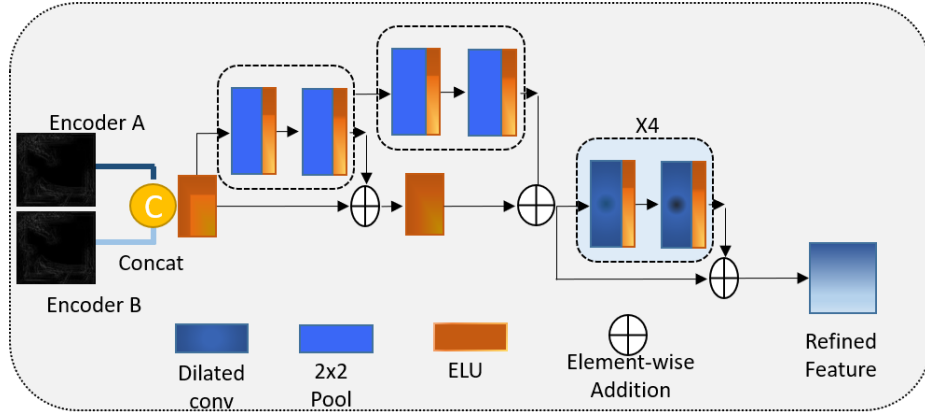 Encoder A
X4
C
Concat
Encoder B
Dilated
conv
2x2
Pool
ELU
Element-wise
Addition
Refined
Feature